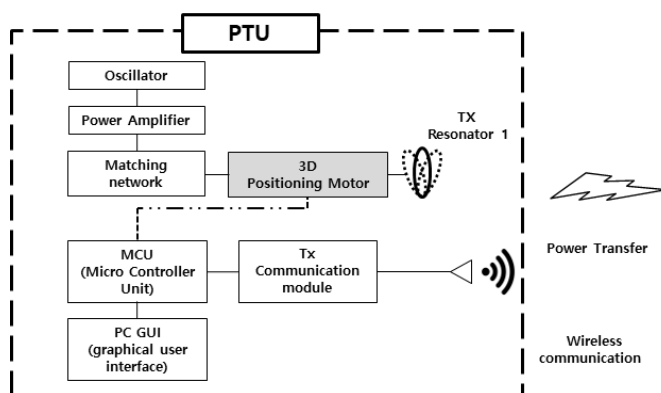 PTU
Oscillator
Power Amplifier
Matching
network
3D
Positioning Motor
TX
Resonator 1
MCU
(Micro Controller
Unit)
Tx
Communication
module
PC GUI
(graphical user
interface)
Power Transfer
Wireless
communication